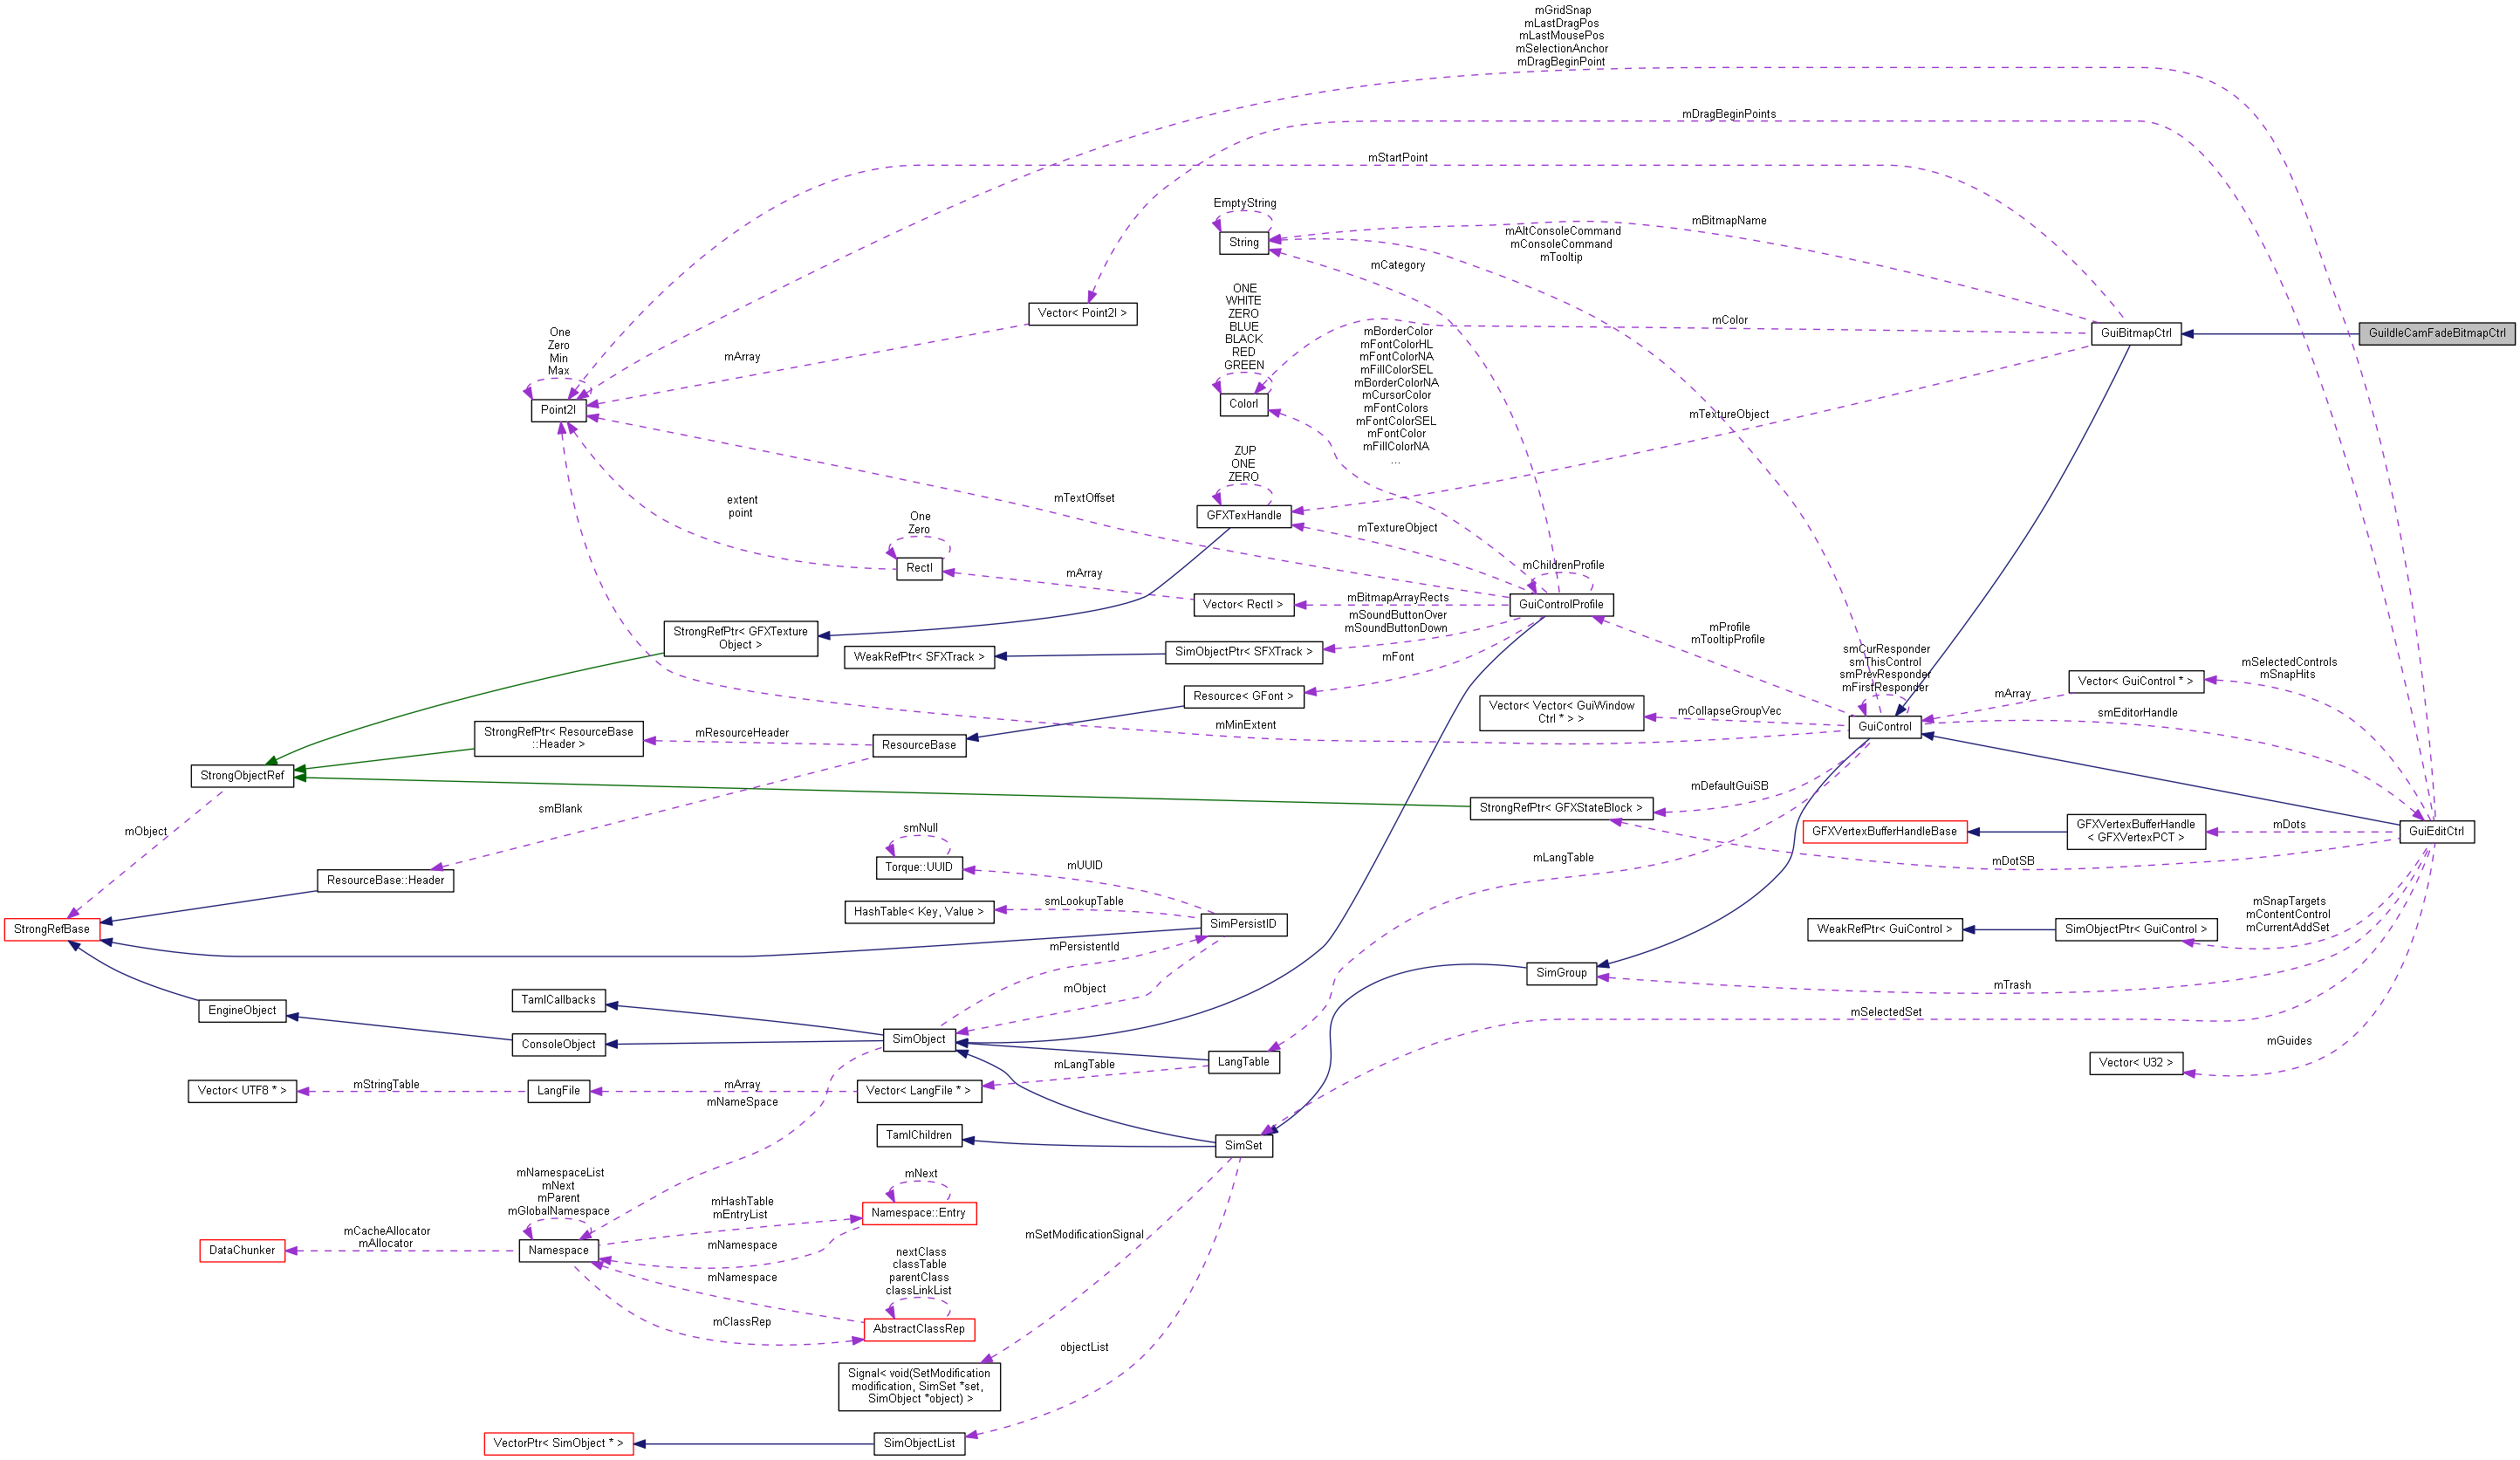 mGridSnap
mLastDragPos
mLastMousePos
mSelectionAnchor
mDragBeginPoint
mDragBeginPoints
mStartPoint
EmptyString
String
mBitmapName
mAltConsoleCommand
mConsoleCommand
mTooltip
mCategory
ONE
WHITE
ZERO
BLUE
BLACK
RED
GREEN
ColorI
Vector< Point2I >
mColor
GuiBitmapCtrl
GuiIdleCamFadeBitmapCtrl
One
Zero
Min
Max
Point2I
mArray
mBorderColor
mFontColorHL
mFontColorNA
mFillColorSEL
mBorderColorNA
mCursorColor
mFontColors
mFontColorSEL
mFontColor
mFillColorNA
...
mTextureObject
ZUP
ONE
ZERO
GFXTexHandle
mTextOffset
extent
point
One
Zero
RectI
mArray
mTextureObject
mChildrenProfile
GuiControlProfile
Vector< RectI >
mBitmapArrayRects
mSoundButtonOver
mSoundButtonDown
StrongRefPtr< GFXTexture
Object >
WeakRefPtr< SFXTrack >
SimObjectPtr< SFXTrack >
mFont
mProfile
mTooltipProfile
smCurResponder
smThisControl
smPrevResponder
mFirstResponder
GuiControl
Vector< GuiControl * >
mArray
mSelectedControls
mSnapHits
smEditorHandle
Resource< GFont >
mMinExtent
Vector< Vector< GuiWindow
Ctrl * > >
mCollapseGroupVec
StrongRefPtr< ResourceBase
::Header >
mResourceHeader
ResourceBase
StrongObjectRef
smBlank
mObject
StrongRefPtr< GFXStateBlock >
mDefaultGuiSB
GFXVertexBufferHandleBase
GFXVertexBufferHandle
< GFXVertexPCT >
mDots
mDotSB
GuiEditCtrl
smNull
Torque::UUID
mUUID
mLangTable
ResourceBase::Header
HashTable< Key, Value >
smLookupTable
SimPersistID
StrongRefBase
mPersistentId
mObject
WeakRefPtr< GuiControl >
SimObjectPtr< GuiControl >
mSnapTargets
mContentControl
mCurrentAddSet
SimGroup
mTrash
mSelectedSet
mGuides
EngineObject
TamlCallbacks
ConsoleObject
SimObject
LangTable
Vector< U32 >
Vector< UTF8 * >
mStringTable
LangFile
mArray
Vector< LangFile * >
mLangTable
mNameSpace
TamlChildren
SimSet
mNamespaceList
mNext
mParent
mGlobalNamespace
Namespace
mNext
Namespace::Entry
mHashTable
mEntryList
mNamespace
DataChunker
mCacheAllocator
mAllocator
mNamespace
nextClass
classTable
parentClass
classLinkList
AbstractClassRep
mClassRep
mSetModificationSignal
objectList
Signal< void(SetModification
modification, SimSet *set,
SimObject *object) >
VectorPtr< SimObject * >
SimObjectList